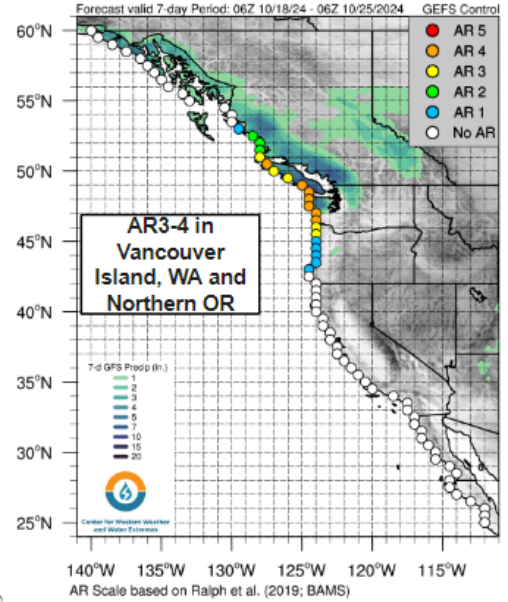 Forecast valid 7-day Period: 06Z 10/18/24 - 06Z 10/25/2024 GEFS Control
60°N
AR 5
AR 4
AR 3
55°N
AR 2
AR 1
No AR
50°N
AR3-4 in
Vancouver
45°N
Island, WA and
Northern OR
40°N
7-d GFS Precip (in.)
1
2
3
35°N
4
5
7
10
15
20
30°N
Center for Western Weather
and Water Extremes
25°N
140°W 135°W 130°W 125°W 120°W 115°W
AR Scale based on Ralph et al. (2019; BAMS)